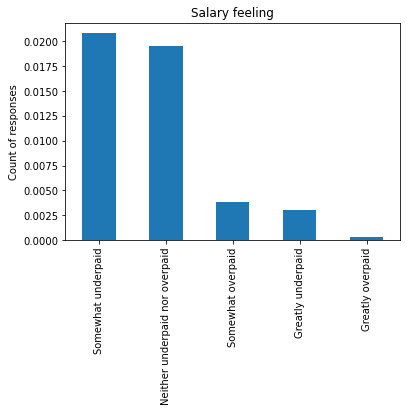 Salary feeling
Count of responses
0.0200
0.0175
0.0150
0.0125
0.0100
0.0075
0.0050
0.0025
0.0000
Somewhat underpaid
Neither underpaid nor overpaid
Somewhat overpaid
Greatly underpaid
Greatly overpaid